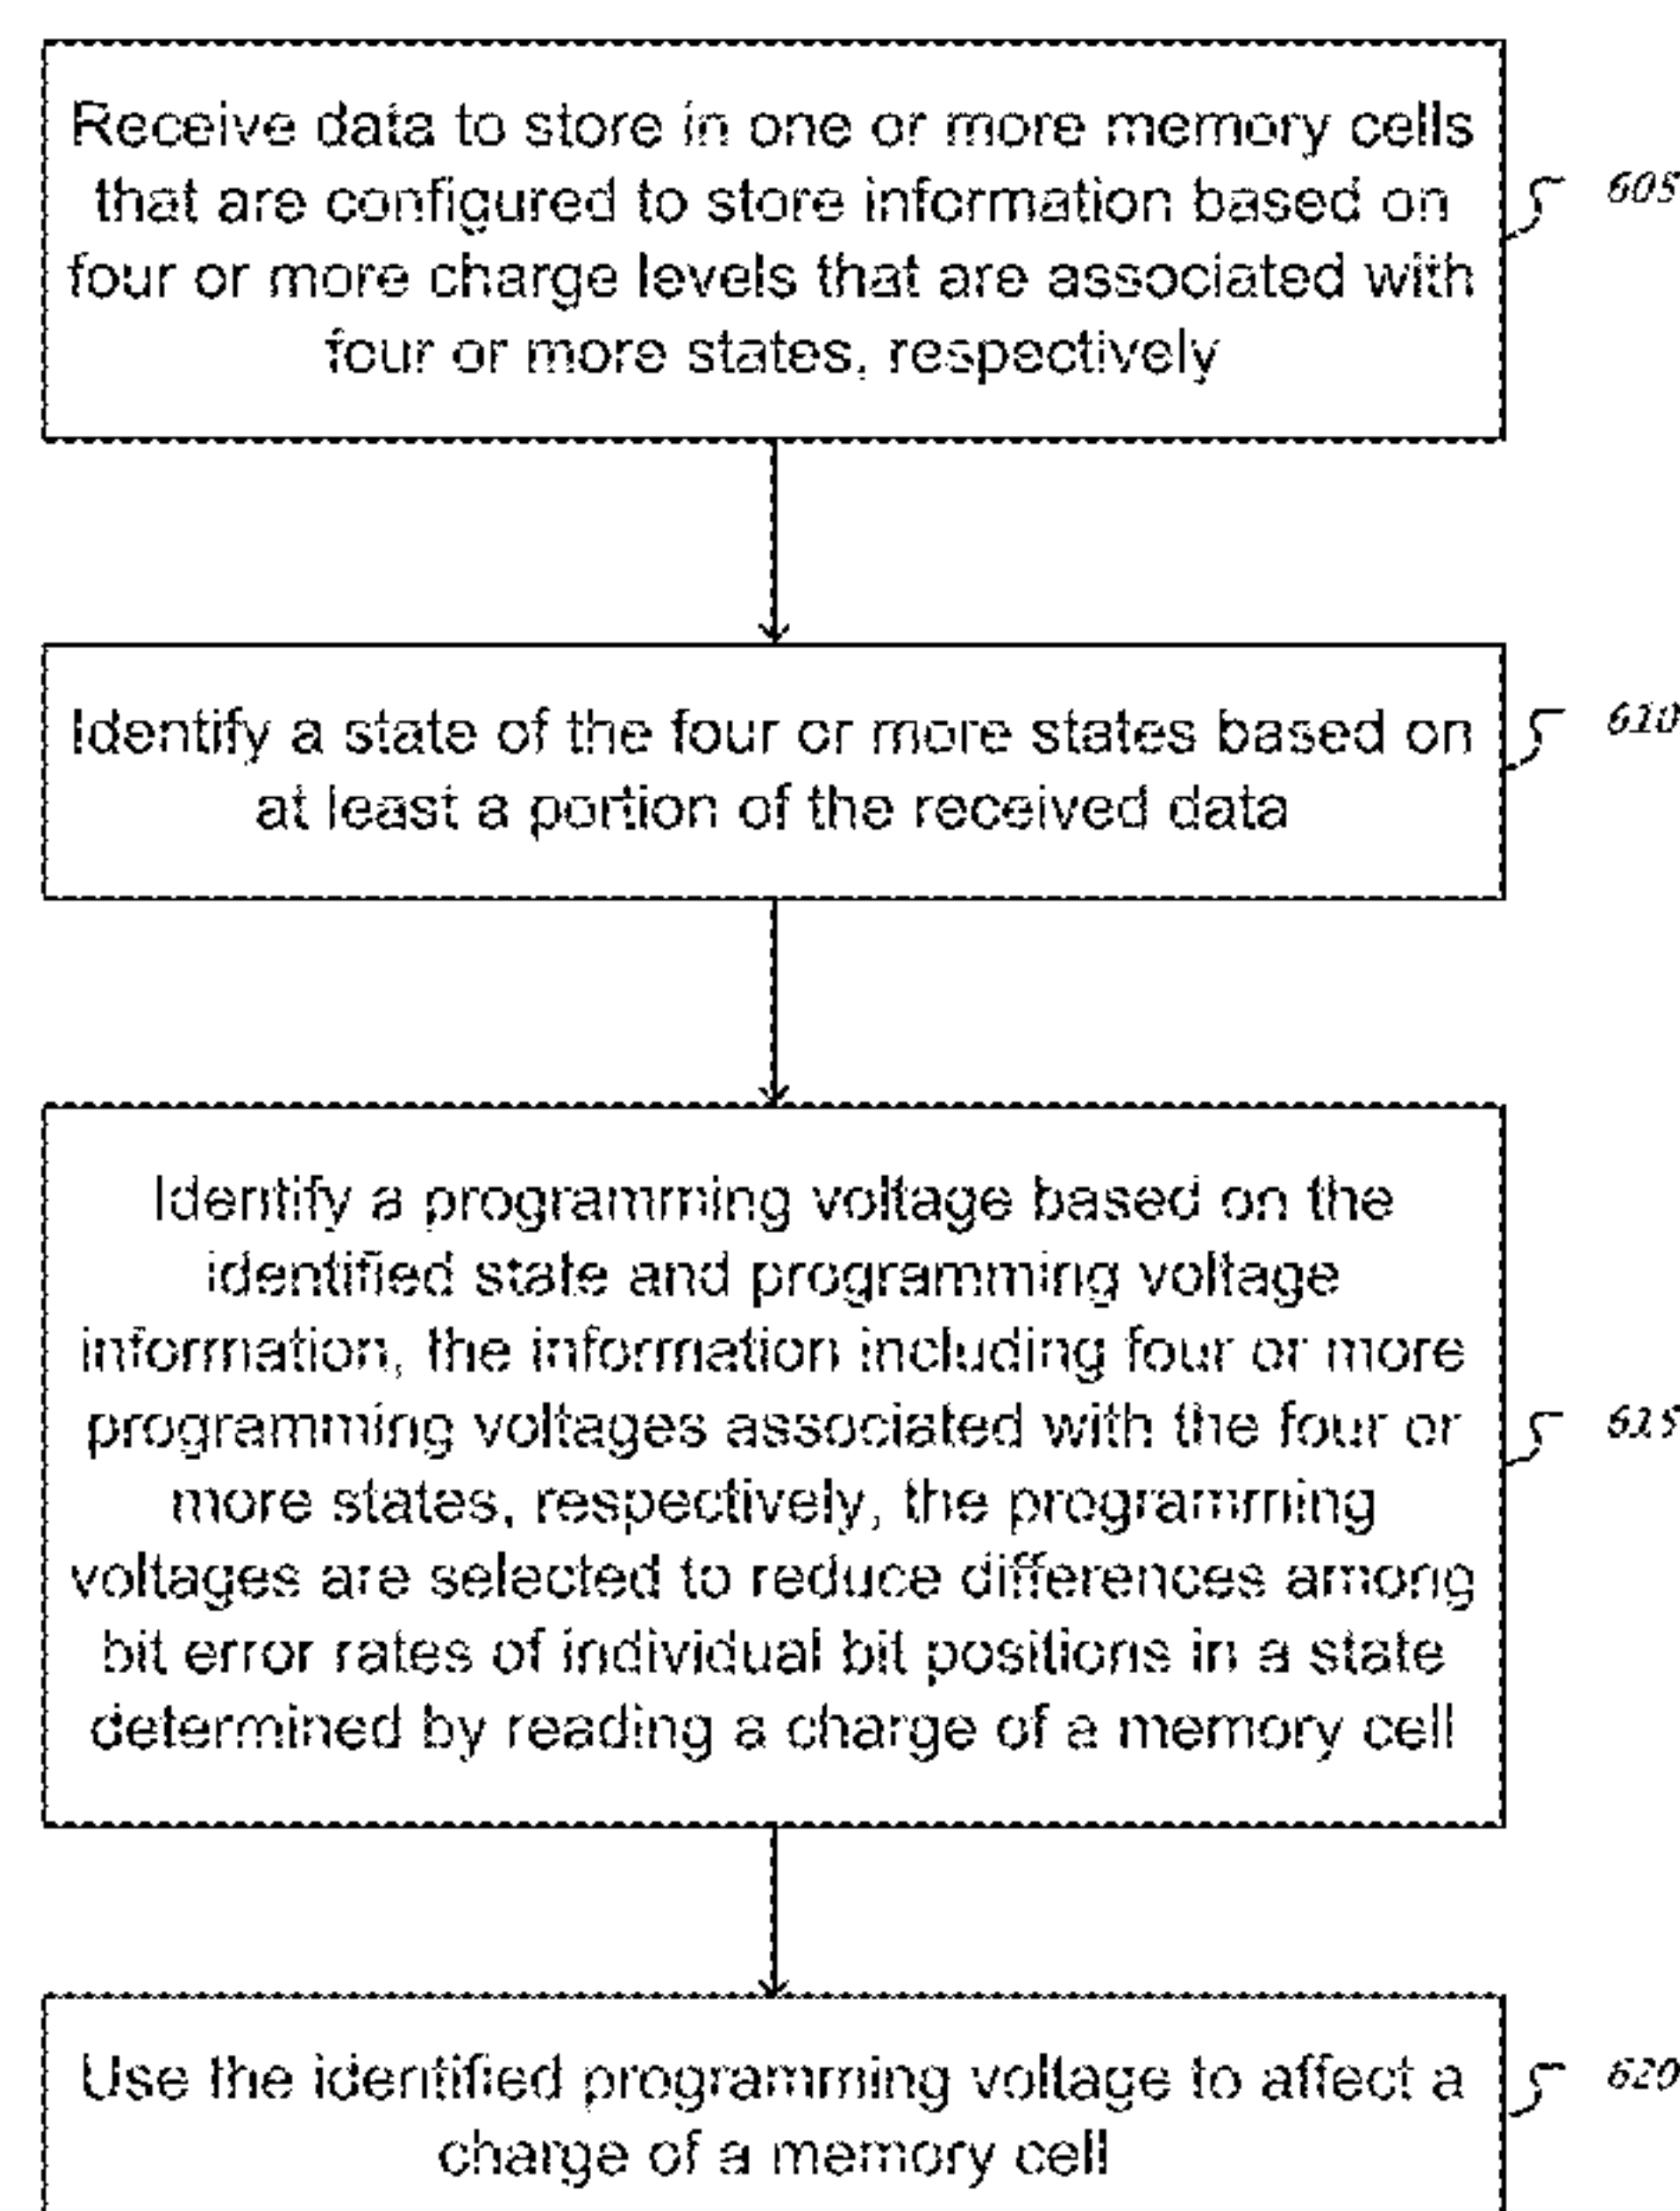 Receive data to store in one or more memory cells
that are configured to store information based on
four or more charge levels that are associated with
four or more states, respectively
605
Identify a state of the four or more states based on
at least a portion of the received data
610
Identify a programming voltage based on the
identified state and programming voltage
information, the information including four or more
programming voltages associated with the four or
more states, respectively, the programming
voltages are selected to reduce differences among
bit error rates of individual bit positions in a state
determined by reading a charge of a memory cell
615
Use the identified programming voltage to affect a
charge of a memory cell
620